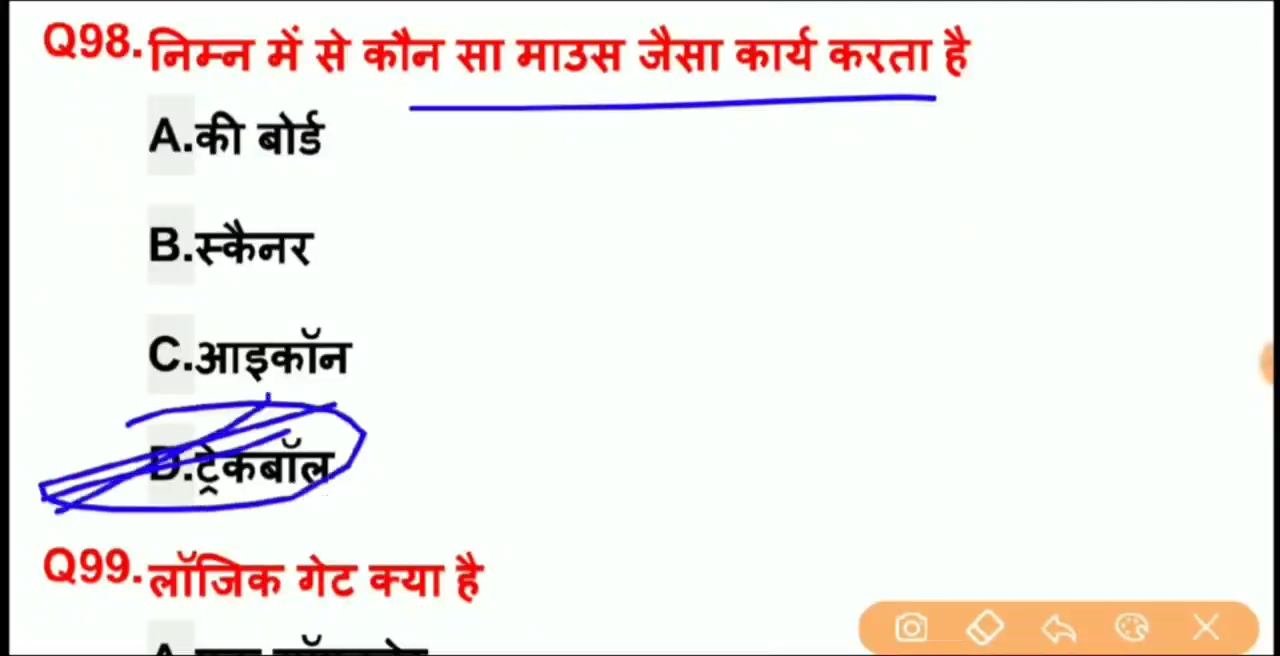 Q98. निम्न में से कौन सा माउस जैसा कार्य करता है
A. की बोर्ड
B. स्कैनर
C. आइकॉन
D. ट्रेकबॉल
Q99. लॉजिक गेट क्या है